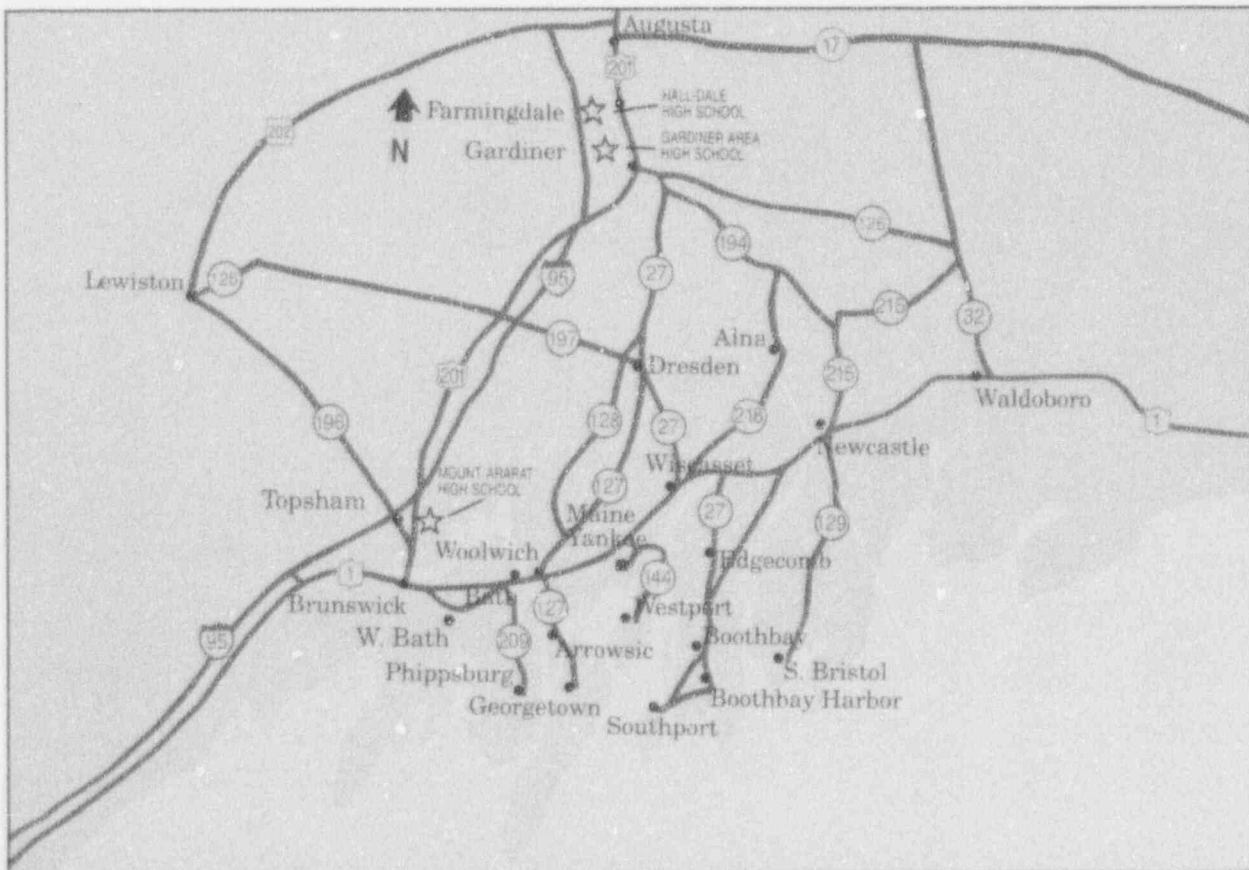 Augusta
17
201
202
HALL-DALE
HIGH SCHOOL
Farmingdale
GARDINER AREA
HIGH SCHOOL
N
Gardiner
126
194
Lewiston
126
95
27
215
32
197
Alna
Dresden
201
215
Waldoboro
196
128
27
218
1
Newcastle
MOUNT ARARAT
HIGH SCHOOL
Wiscasset
127
Topsham
Maine
Yankee
27
129
Woolwich
Edgecomb
1
144
Brunswick
Bath
127
Westport
95
W. Bath
209
Arrowsic
Boothbay
Phippsburg
S. Bristol
Georgetown
Boothbay Harbor
Southport